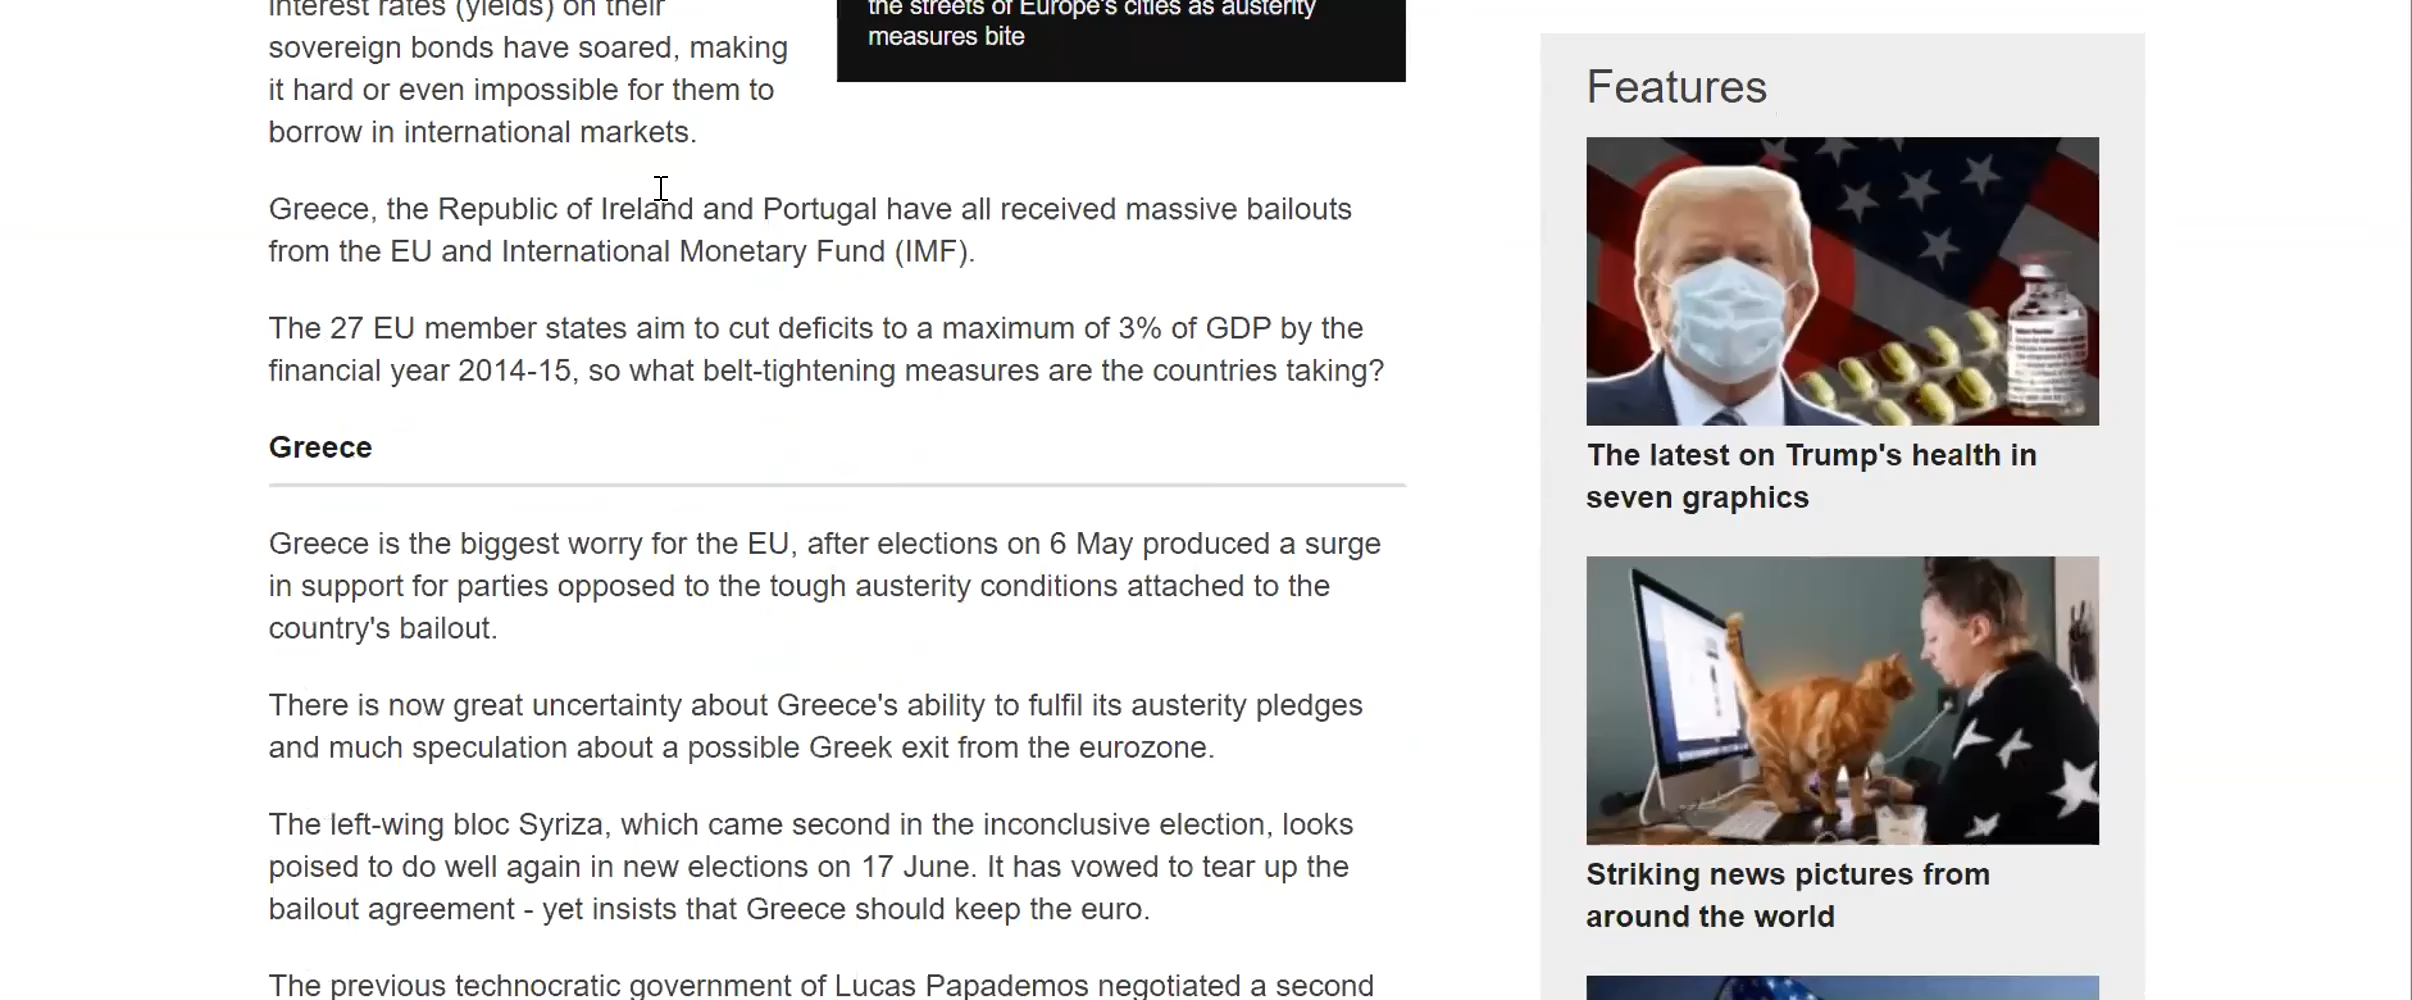 interest rates (yields) on their
sovereign bonds have soared, making
it hard or even impossible for them to
borrow in international markets.
the streets of Europe's cities as austerity
measures bite
Greece, the Republic of Ireland and Portugal have all received massive bailouts
from the EU and International Monetary Fund (IMF).
The 27 EU member states aim to cut deficits to a maximum of 3% of GDP by the
financial year 2014-15, so what belt-tightening measures are the countries taking?
Greece
Greece is the biggest worry for the EU, after elections on 6 May produced a surge
in support for parties opposed to the tough austerity conditions attached to the
country's bailout.
There is now great uncertainty about Greece's ability to fulfil its austerity pledges
and much speculation about a possible Greek exit from the eurozone.
The left-wing bloc Syriza, which came second in the inconclusive election, looks
poised to do well again in new elections on 17 June. It has vowed to tear up the
bailout agreement - yet insists that Greece should keep the euro.
The previous technocratic government of Lucas Papademos negotiated a second
Features
The latest on Trump's health in
seven graphics
Striking news pictures from
around the world